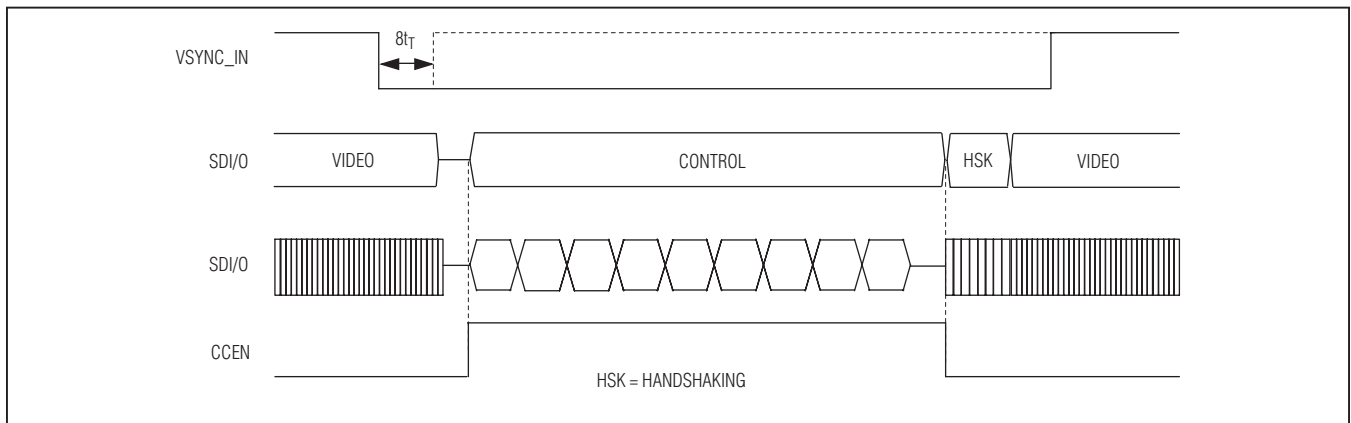 VSYNC_IN
8tT
SDI/O
VIDEO
CONTROL
HSK
VIDEO
SDI/O
CCEN
HSK = HANDSHAKING